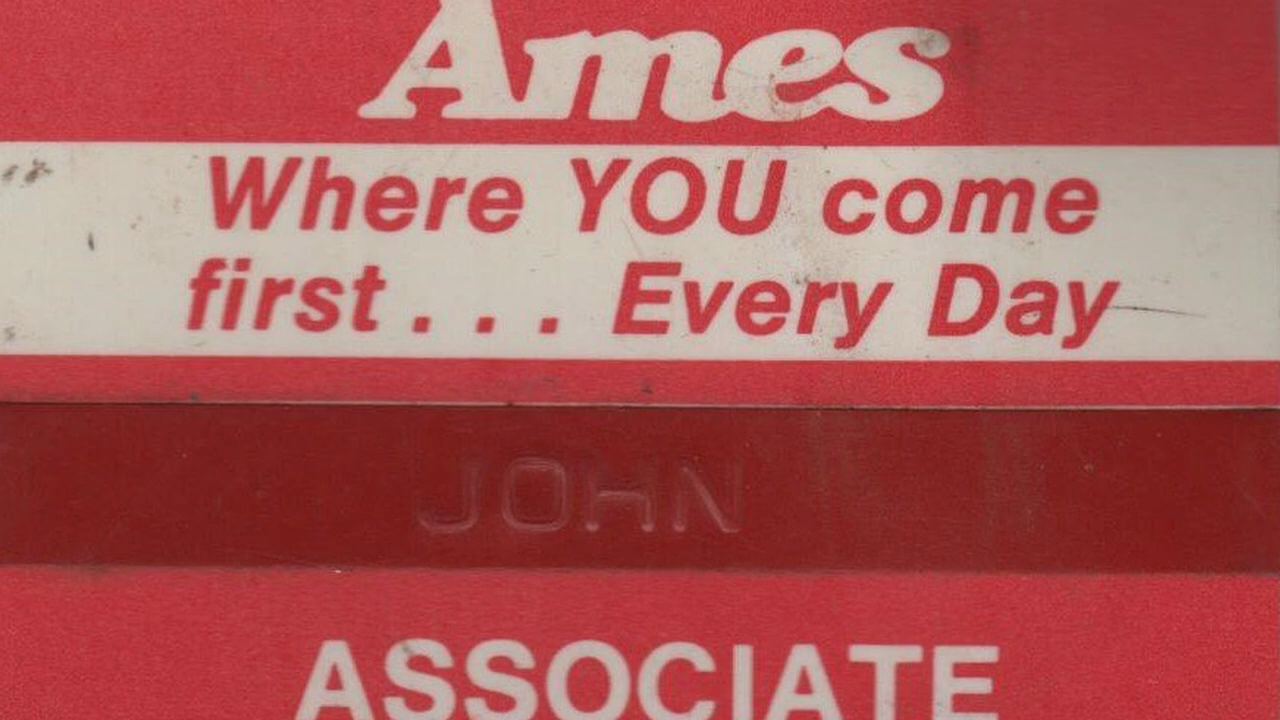 Ames
Where YOU come
first . . . Every Day
JOHN
ASSOCIATE